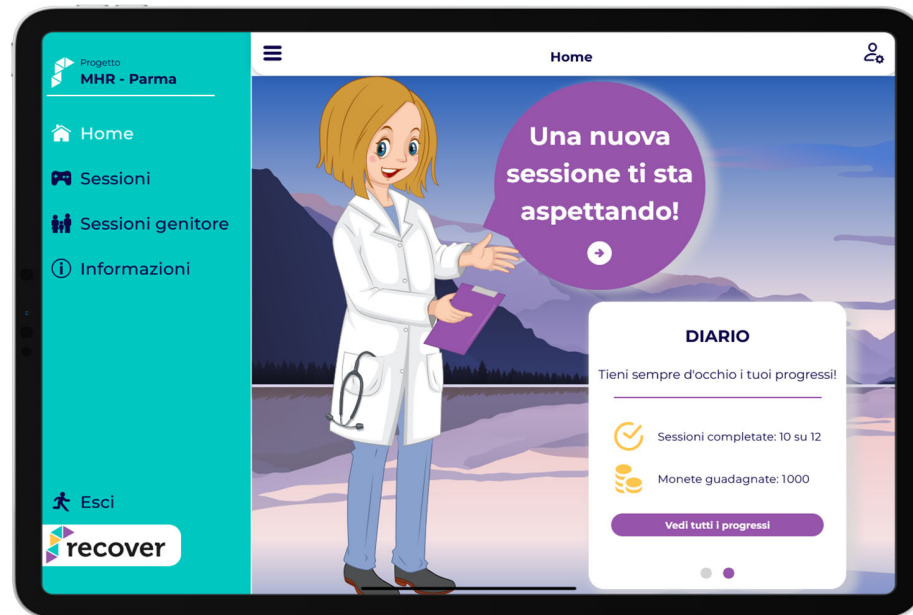 Progetto
MHR - Parma
Home
Sessioni
Sessioni genitore
Informazioni
Esci
recover
Home
Una nuova
sessione ti sta
aspettando!
DIARIO
Tieni sempre d'occhio i tuoi progressi!
Sessioni completate: 10 su 12
Monete guadagnate: 1000
Vedi tutti i progressi